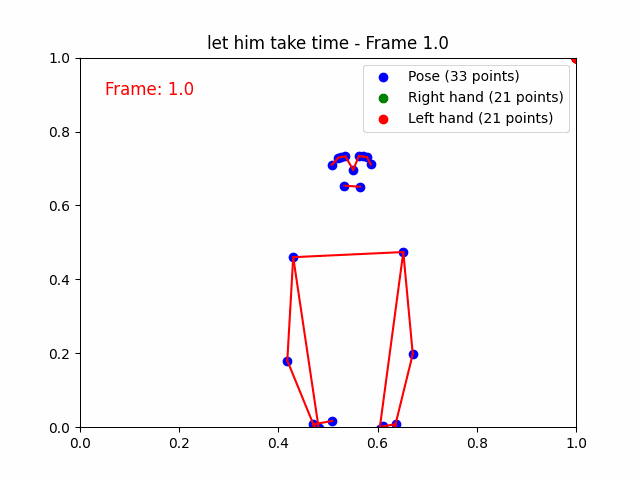 let him take time - Frame 1.0
Frame: 1.0
Pose (33 points)
Right hand (21 points)
Left hand (21 points)
1.0
0.8
0.6
0.4
0.2
0.0
0.0 0.2 0.4 0.6 0.8 1.0